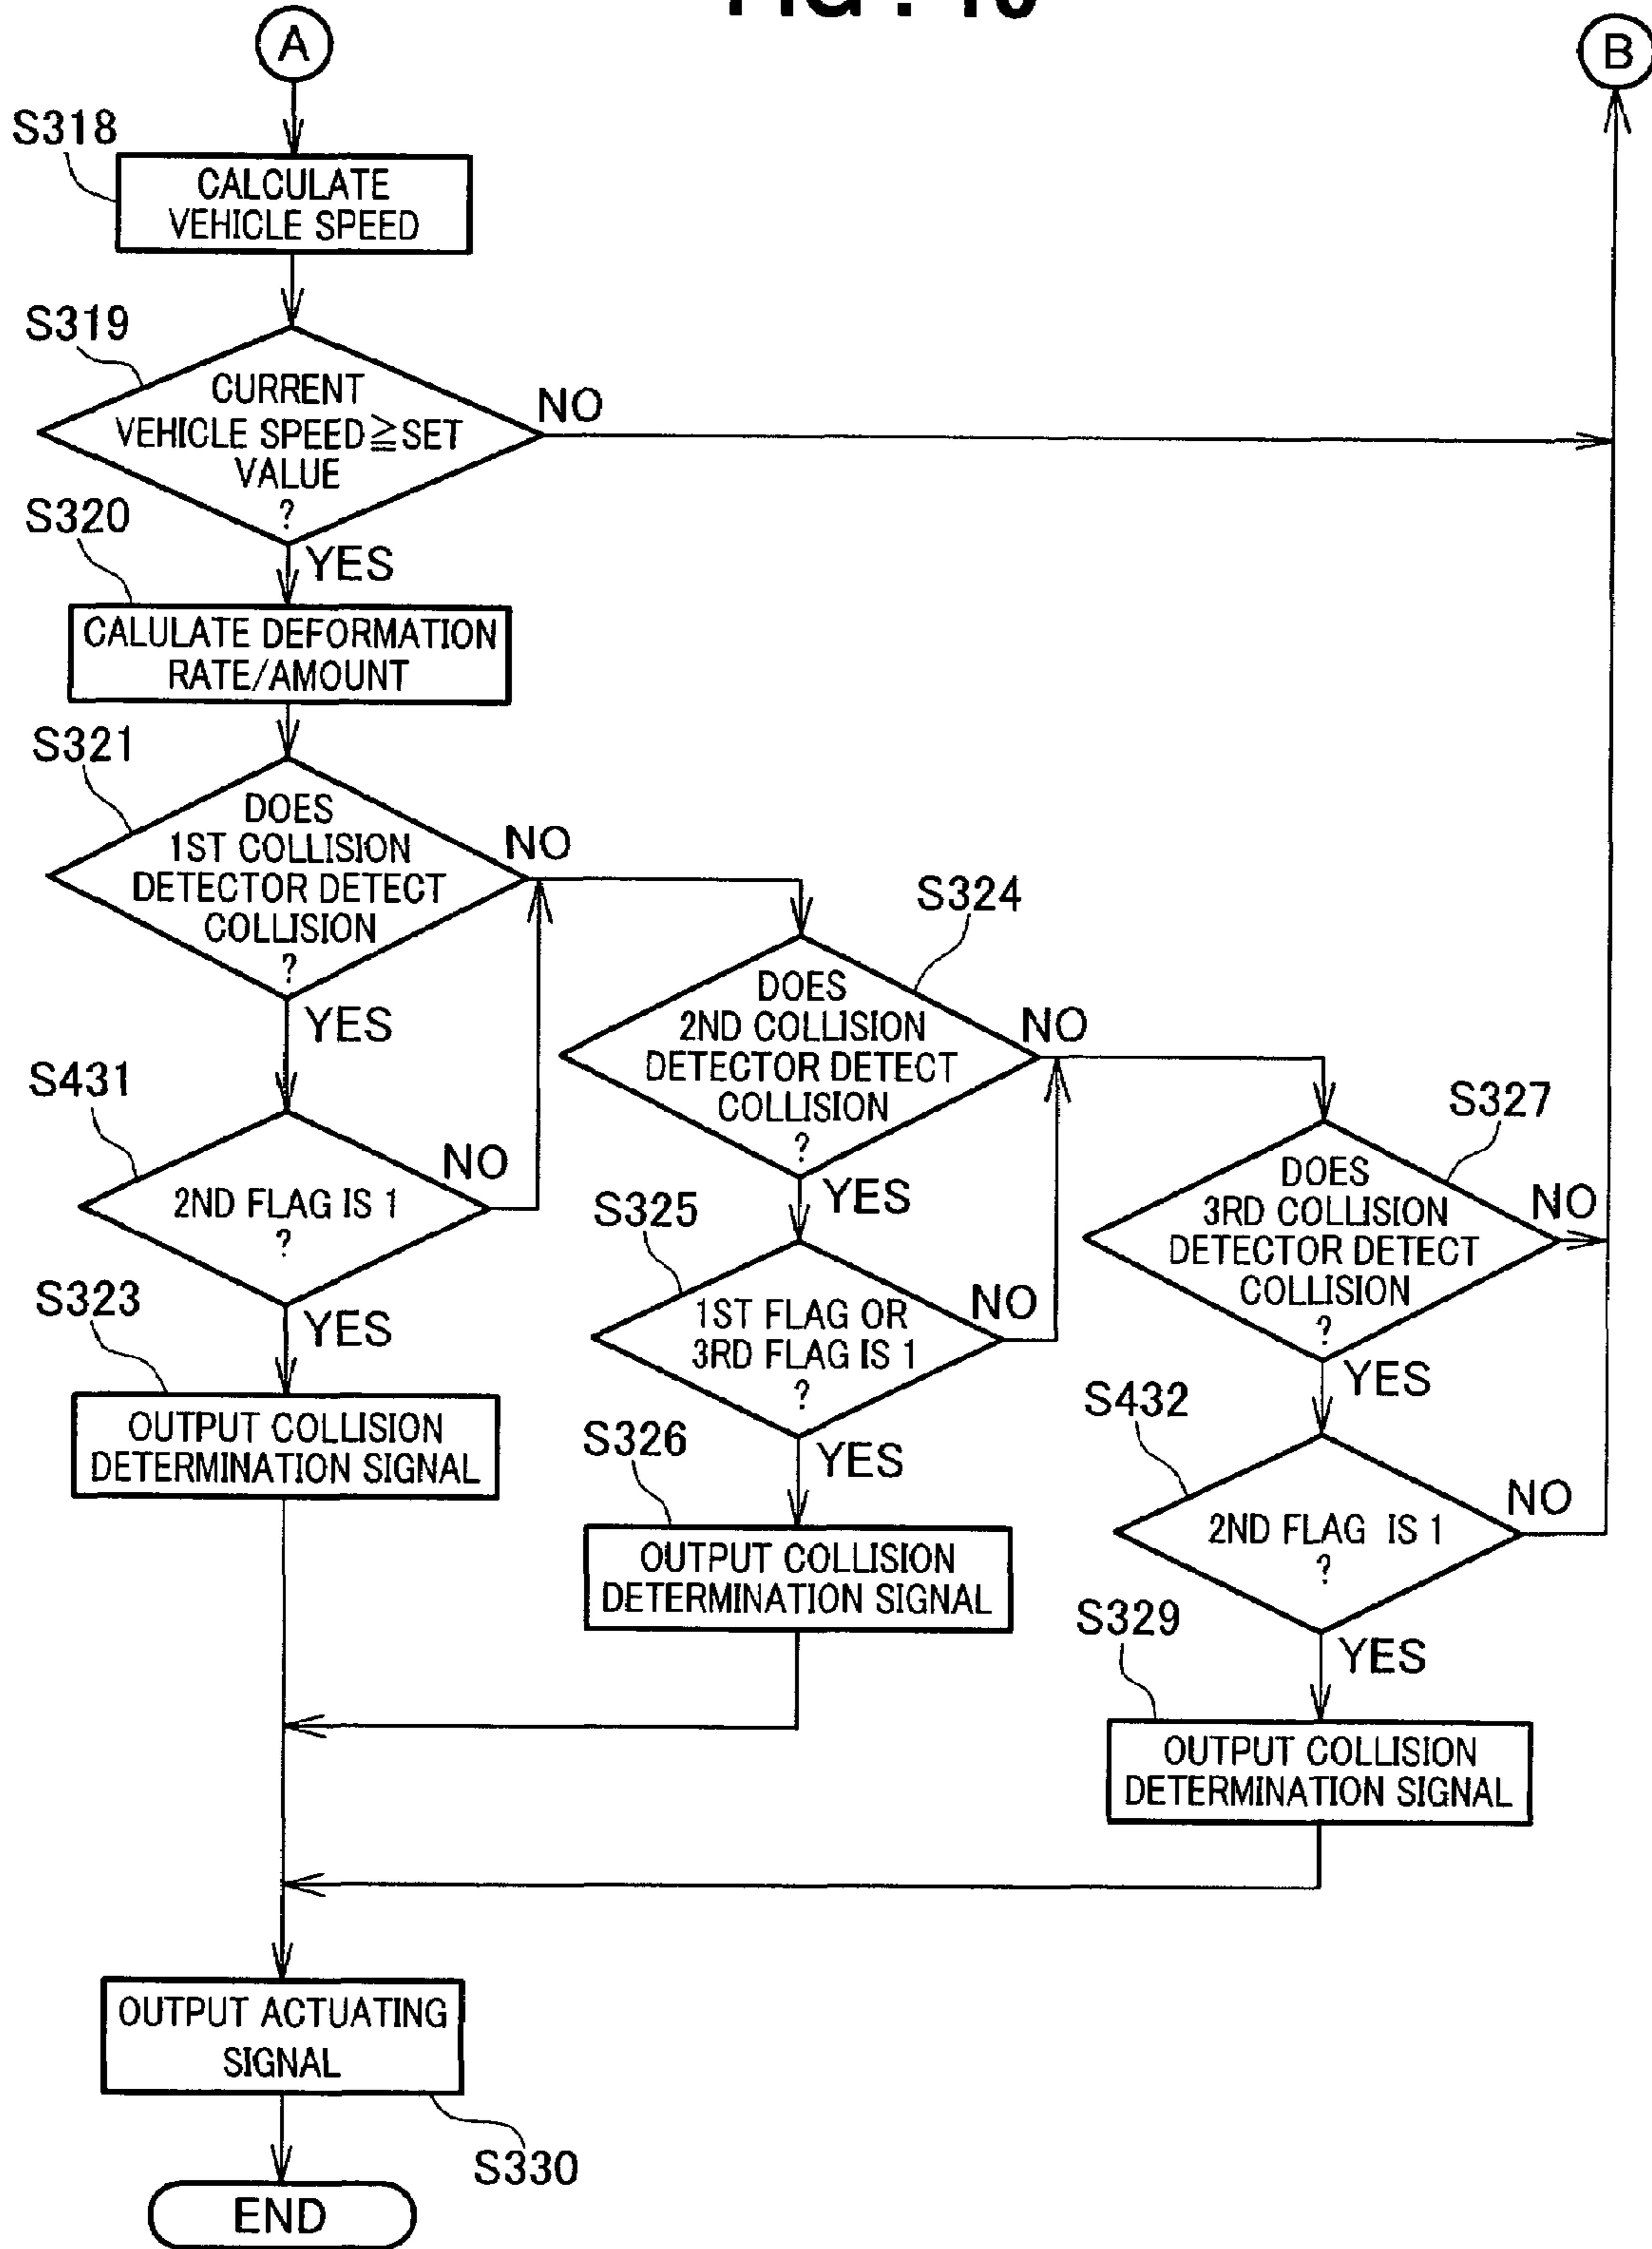 A
B
S318
CALCULATE
VEHICLE SPEED
S319
CURRENT
VEHICLE SPEED≧SET
VALUE
?
NO
YES
S320
CALULATE DEFORMATION
RATE/AMOUNT
S321
DOES
1ST COLLISION
DETECTOR DETECT
COLLISION
?
NO
YES
S324
DOES
2ND COLLISION
DETECTOR DETECT
COLLISION
?
NO
YES
S327
DOES
3RD COLLISION
DETECTOR DETECT
COLLISION
?
NO
YES
S431
2ND FLAG IS 1
?
NO
YES
S325
1ST FLAG OR
3RD FLAG IS 1
?
NO
YES
S432
2ND FLAG IS 1
?
NO
YES
S323
OUTPUT COLLISION
DETERMINATION SIGNAL
S326
OUTPUT COLLISION
DETERMINATION SIGNAL
S329
OUTPUT COLLISION
DETERMINATION SIGNAL
OUTPUT ACTUATING
SIGNAL
S330
END